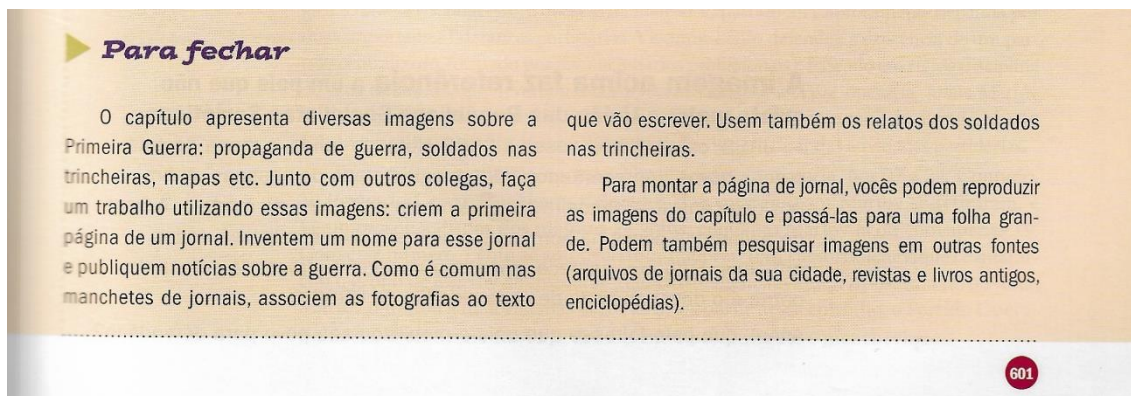 Para fechar
O capítulo apresenta diversas imagens sobre a
Primeira Guerra: propaganda de guerra, soldados nas
trincheiras, mapas etc. Junto com outros colegas, faça
um trabalho utilizando essas imagens: criem a primeira
página de um jornal. Inventem um nome para esse jornal
e publiquem notícias sobre a guerra. Como é comum nas
manchetes de jornais, associem as fotografias ao texto
que vão escrever. Usem também os relatos dos soldados
nas trincheiras.
Para montar a página de jornal, vocês podem reproduzir
as imagens do capítulo e passá-las para uma folha gran-
de. Podem também pesquisar imagens em outras fontes
(arquivos de jornais da sua cidade, revistas e livros antigos,
enciclopédias).
601